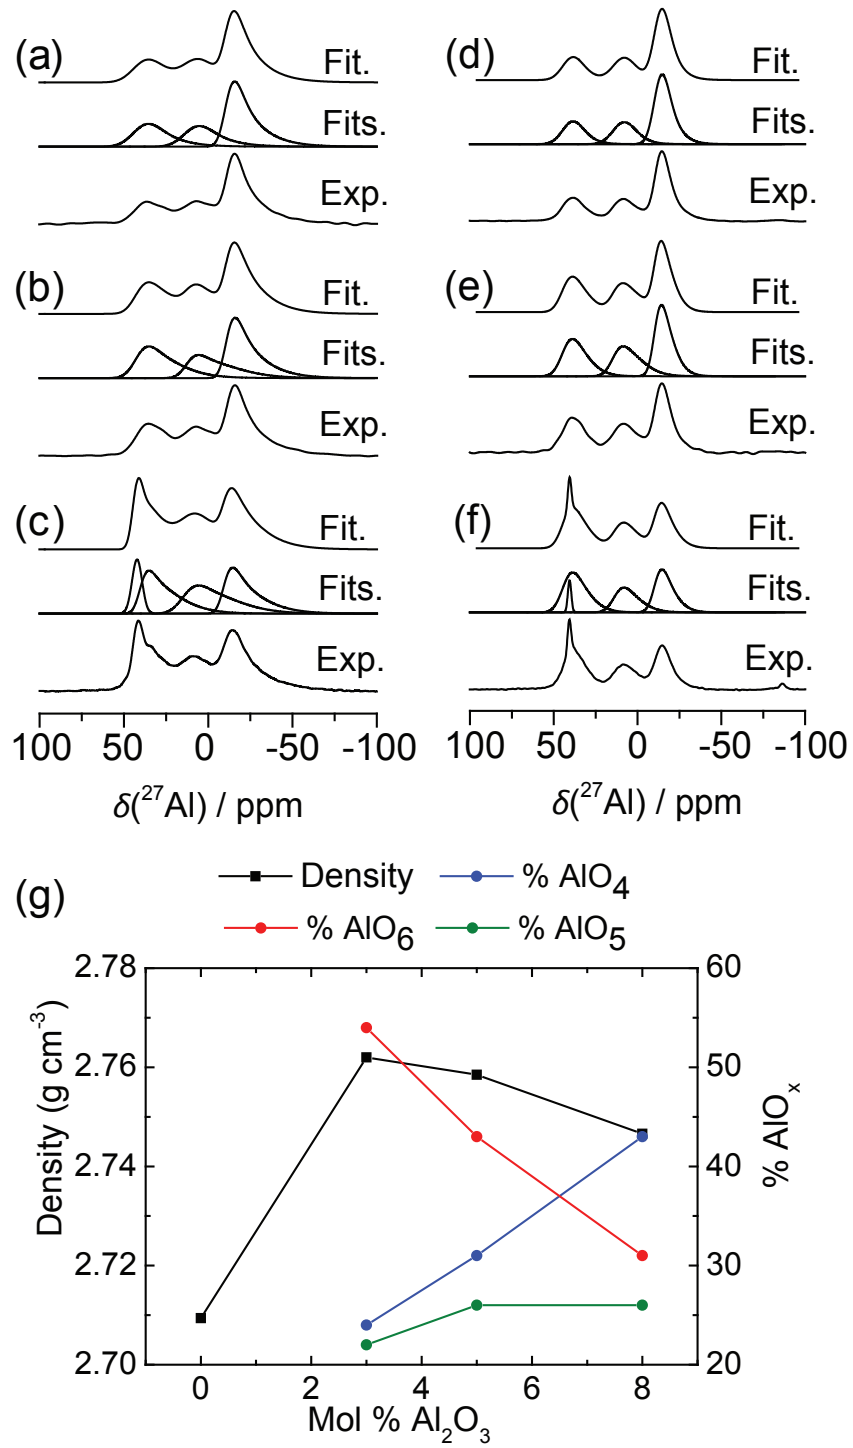 (a) Fit. (d) Fit.
Fits. Fits.
Exp. Exp.
(b) Fit. (e) Fit.
Fits. Fits.
Exp. Exp.
(c) Fit. (f) Fit.
Fits. Fits.
Exp. Exp.
100 50 0 -50 -100 100 50 0 -50 -100
δ(²⁷Al) / ppm δ(²⁷Al) / ppm
(g) Density % AlO₄
% AlO₆ % AlO₅
2.78 60
2.76 50
2.74 40
2.72 30
2.70 20
Density (g cm⁻³)
% AlOₓ
0 2 4 6 8
Mol % Al₂O₃